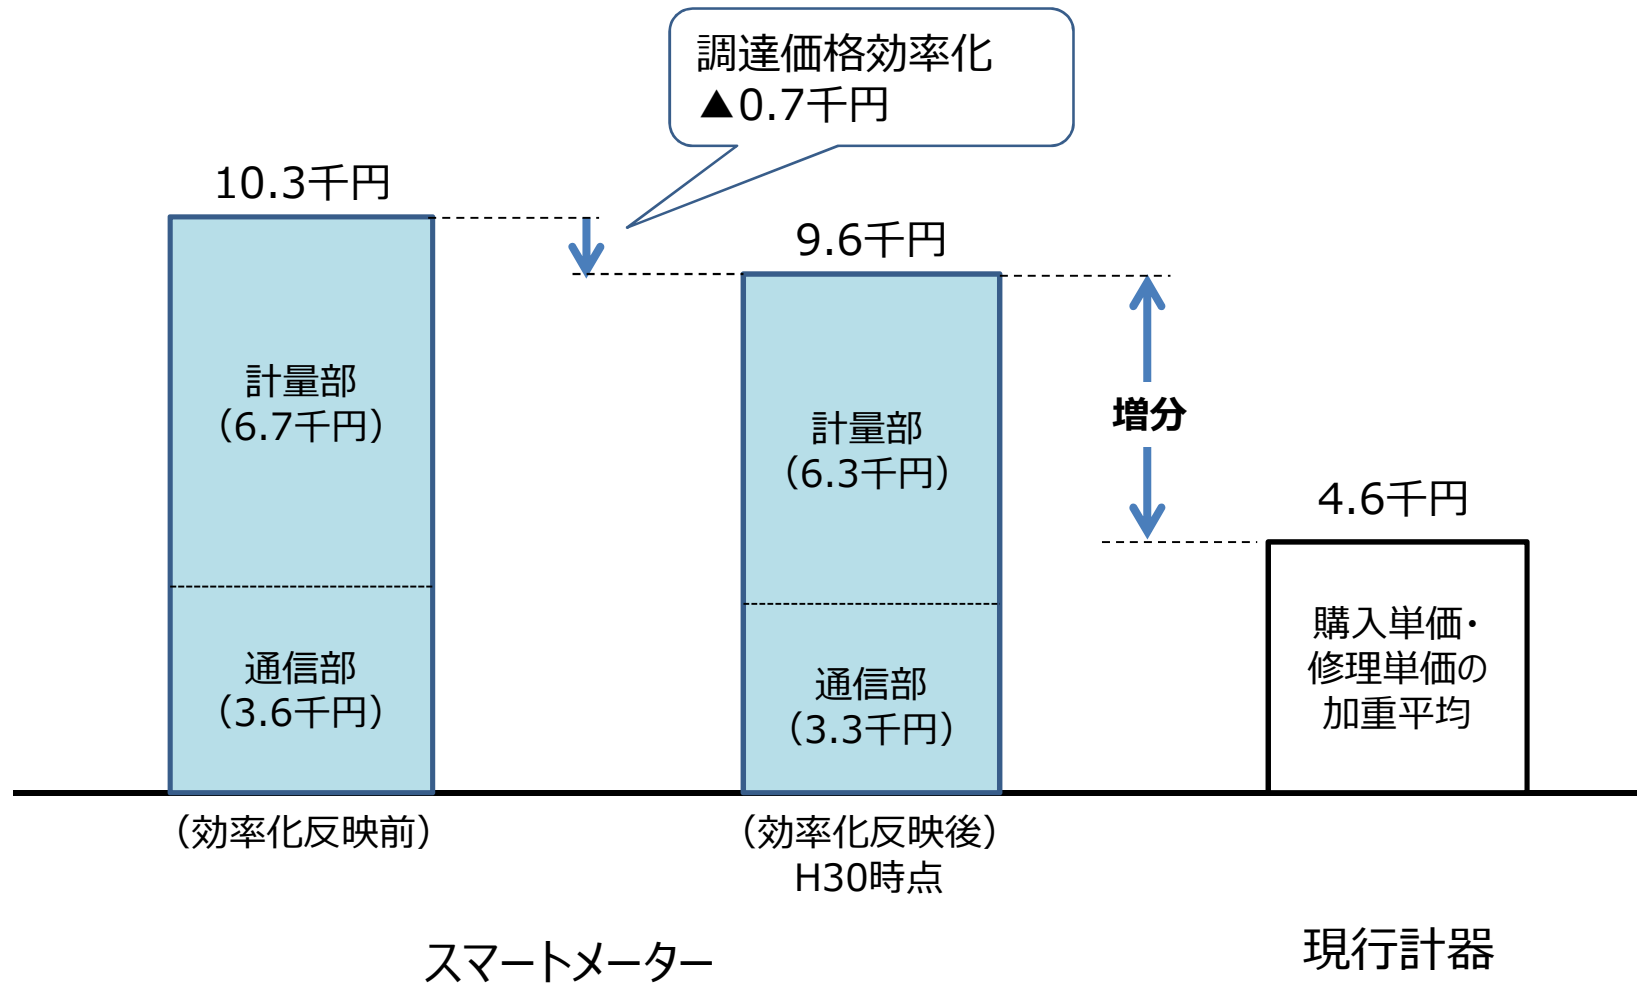 調達価格効率化
▲0.7千円
10.3千円
9.6千円
計量部
（6.7千円）
計量部
（6.3千円）
増分
4.6千円
通信部
（3.6千円）
通信部
（3.3千円）
購入単価・
修理単価の
加重平均
（効率化反映前）
（効率化反映後）
H30時点
スマートメーター
現行計器